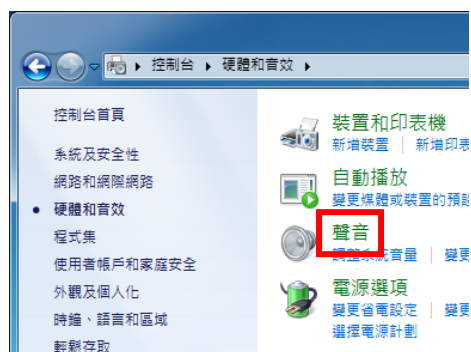 控制台 ▸ 硬體和音效 ▸
控制台首頁
系統及安全性
網路和網際網路
硬體和音效
程式集
使用者帳戶和家庭安全
外觀及個人化
時鐘、語言和區域
輕鬆存取
裝置和印表機
新增裝置 | 新增印表
自動播放
變更媒體或裝置的預設
聲音
調整系統音量 | 變更
電源選項
變更省電設定 | 變更
選擇電源計劃